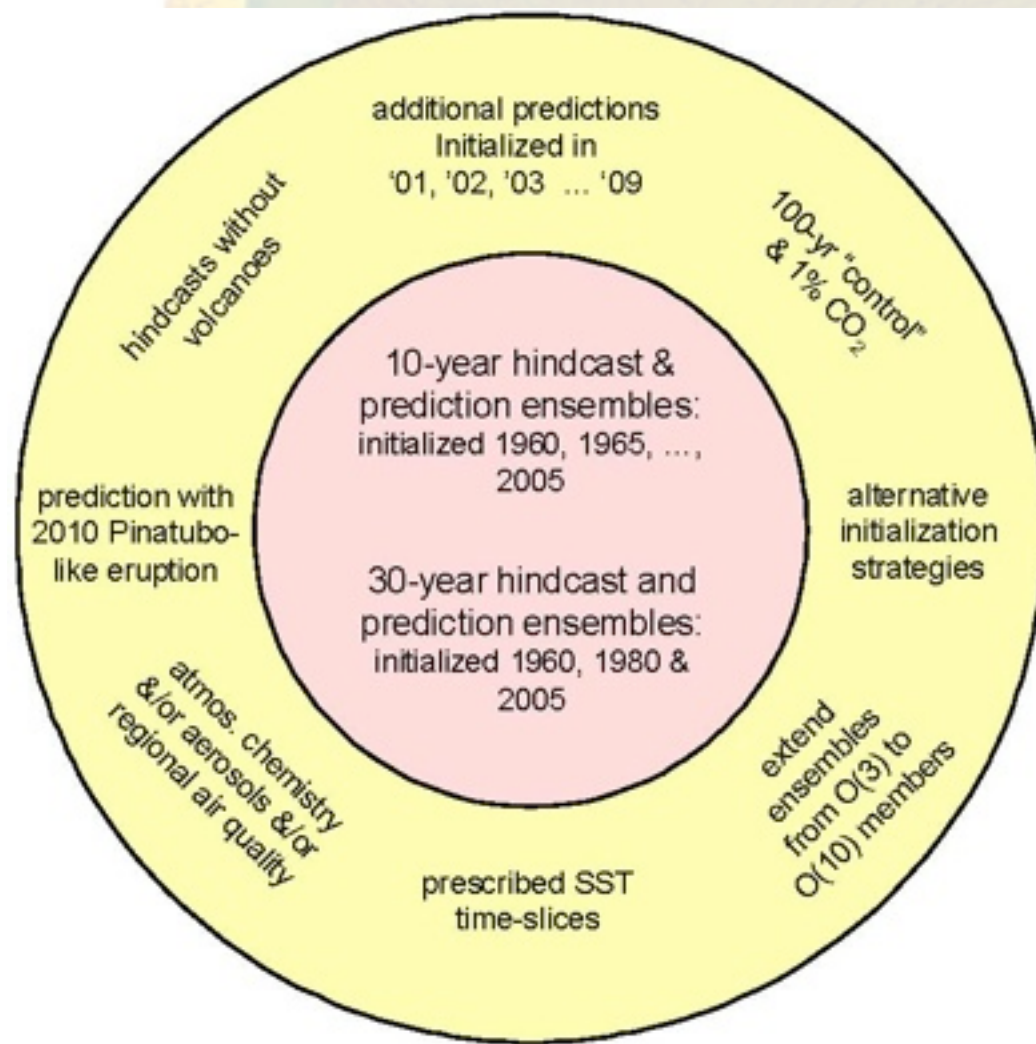 additional predictions
Initialized in
‘01, ’02, ’03 ... ‘09
hindcasts without
volcanoes
100-yr “control”
& 1% CO₂
10-year hindcast &
prediction ensembles:
initialized 1960, 1965, ...,
2005
prediction with
2010 Pinatubo-
like eruption
alternative
initialization
strategies
30-year hindcast and
prediction ensembles:
initialized 1960, 1980 &
2005
atmos. chemistry
&/or aerosols &/or
regional air quality
extend
ensembles
from O(3) to
O(10) members
prescribed SST
time-slices